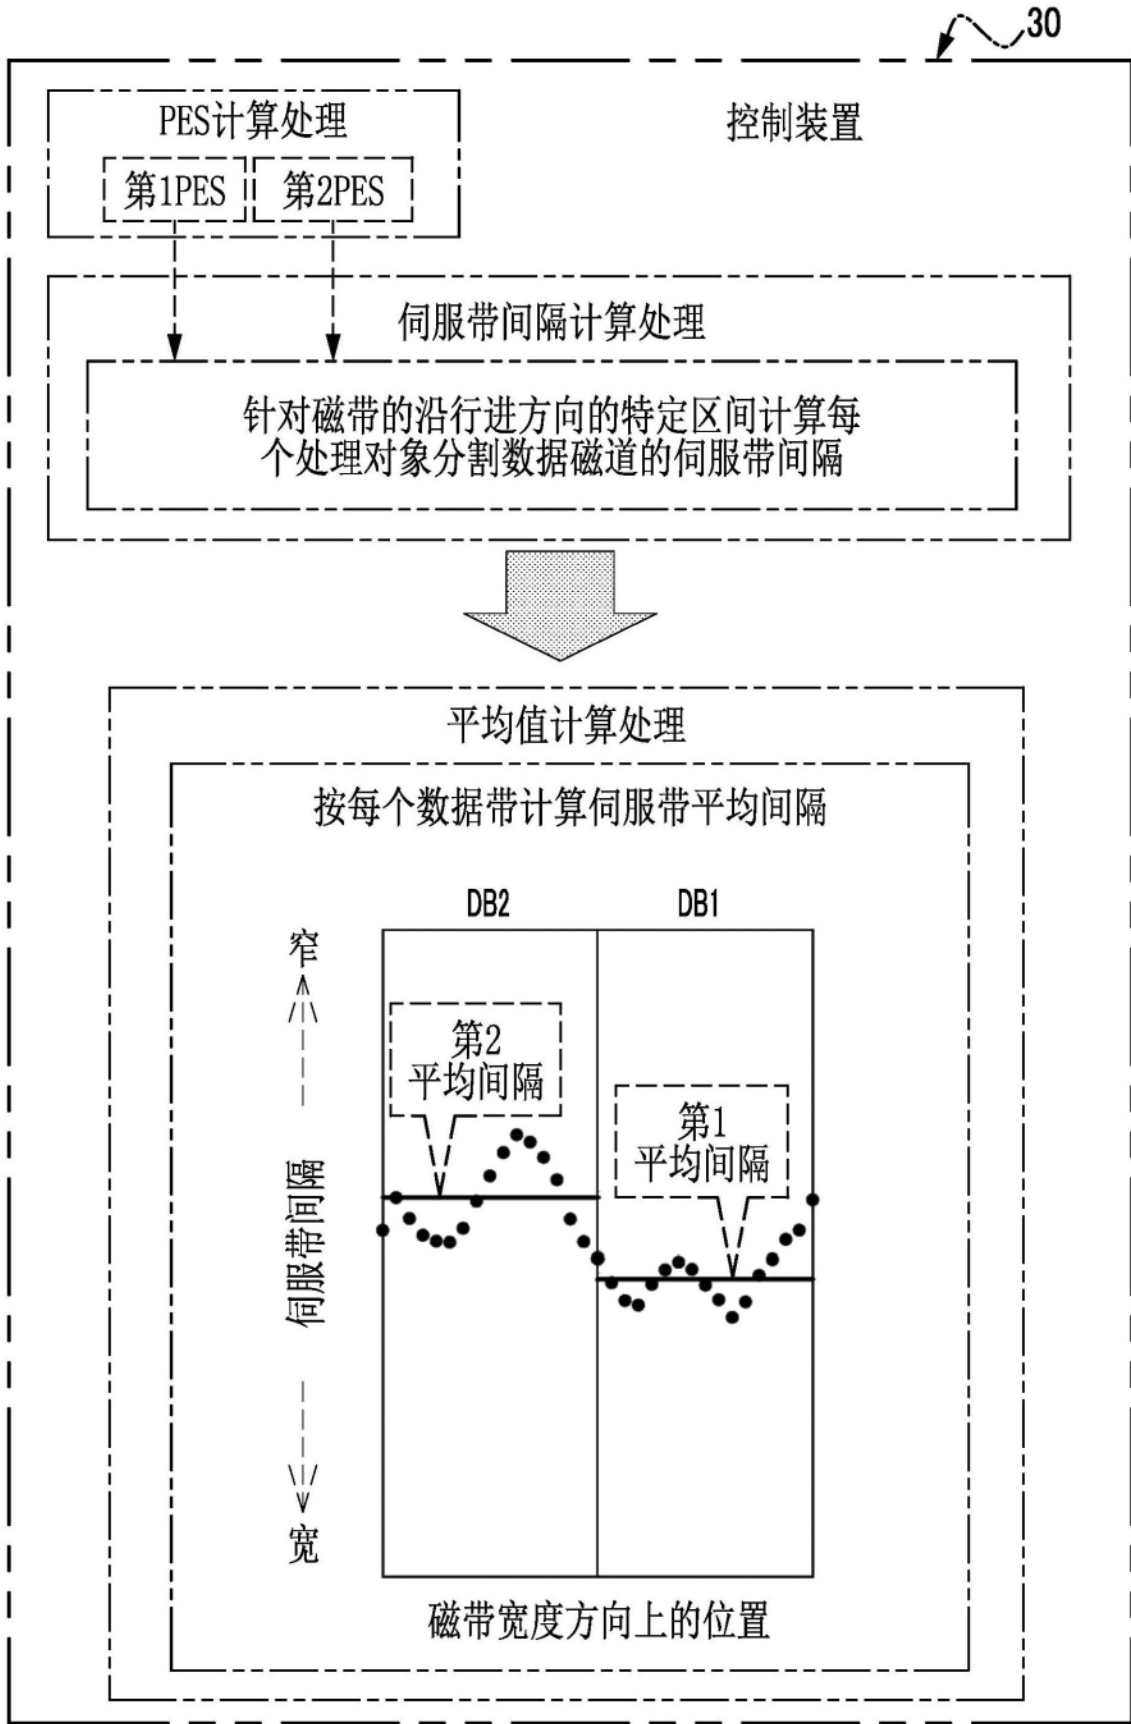 30
控制装置
PES计算处理
第1PES
第2PES
伺服带间隔计算处理
针对磁带的沿行进方向的特定区间计算每
个处理对象分割数据磁道的伺服带间隔
平均值计算处理
按每个数据带计算伺服带平均间隔
DB2
DB1
窄
伺服带间隔
宽
第2
平均间隔
第1
平均间隔
磁带宽度方向上的位置